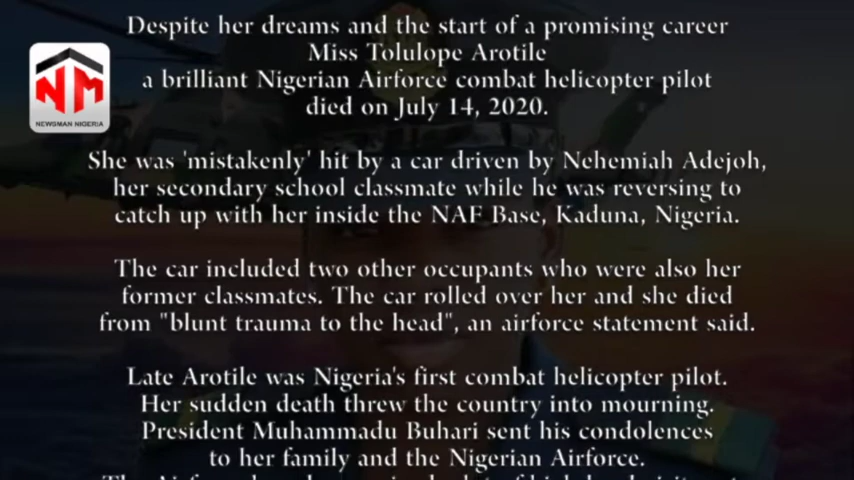 Despite her dreams and the start of a promising career
Miss Tolulope Arotile
a brilliant Nigerian Airforce combat helicopter pilot
died on July 14, 2020.
NM
NEWSMAN NIGERIA
She was 'mistakenly' hit by a car driven by Nehemiah Adejoh,
her secondary school classmate while he was reversing to
catch up with her inside the NAF Base, Kaduna, Nigeria.
The car included two other occupants who were also her
former classmates. The car rolled over her and she died
from "blunt trauma to the head", an airforce statement said.
Late Arotile was Nigeria's first combat helicopter pilot.
Her sudden death threw the country into mourning.
President Muhammadu Buhari sent his condolences
to her family and the Nigerian Airforce.